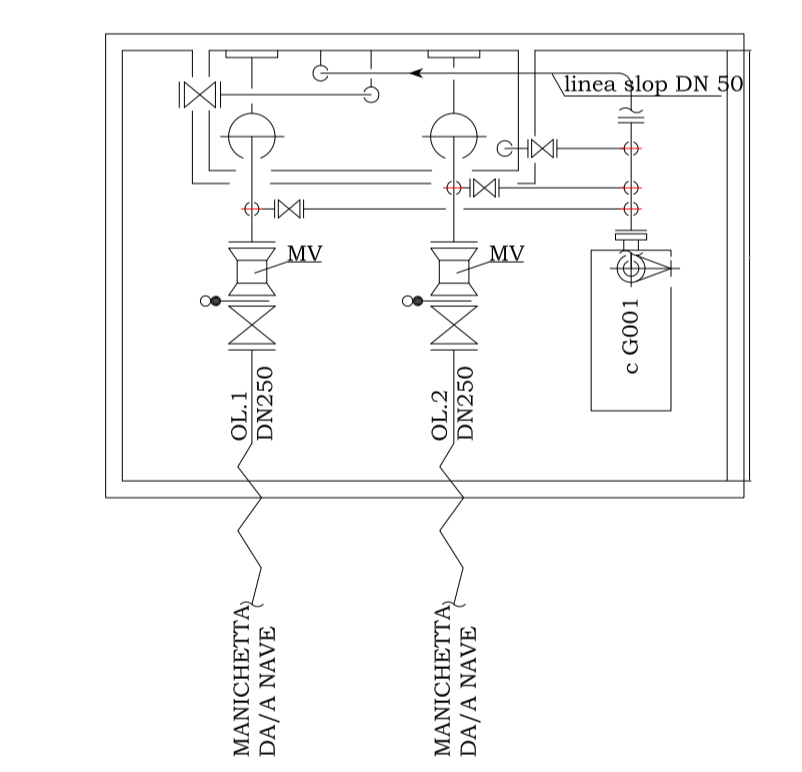 linea slop DN 50
MV
MV
c G001
OL.1
DN250
OL.2
DN250
MANICHETTA
DA/A NAVE
MANICHETTA
DA/A NAVE